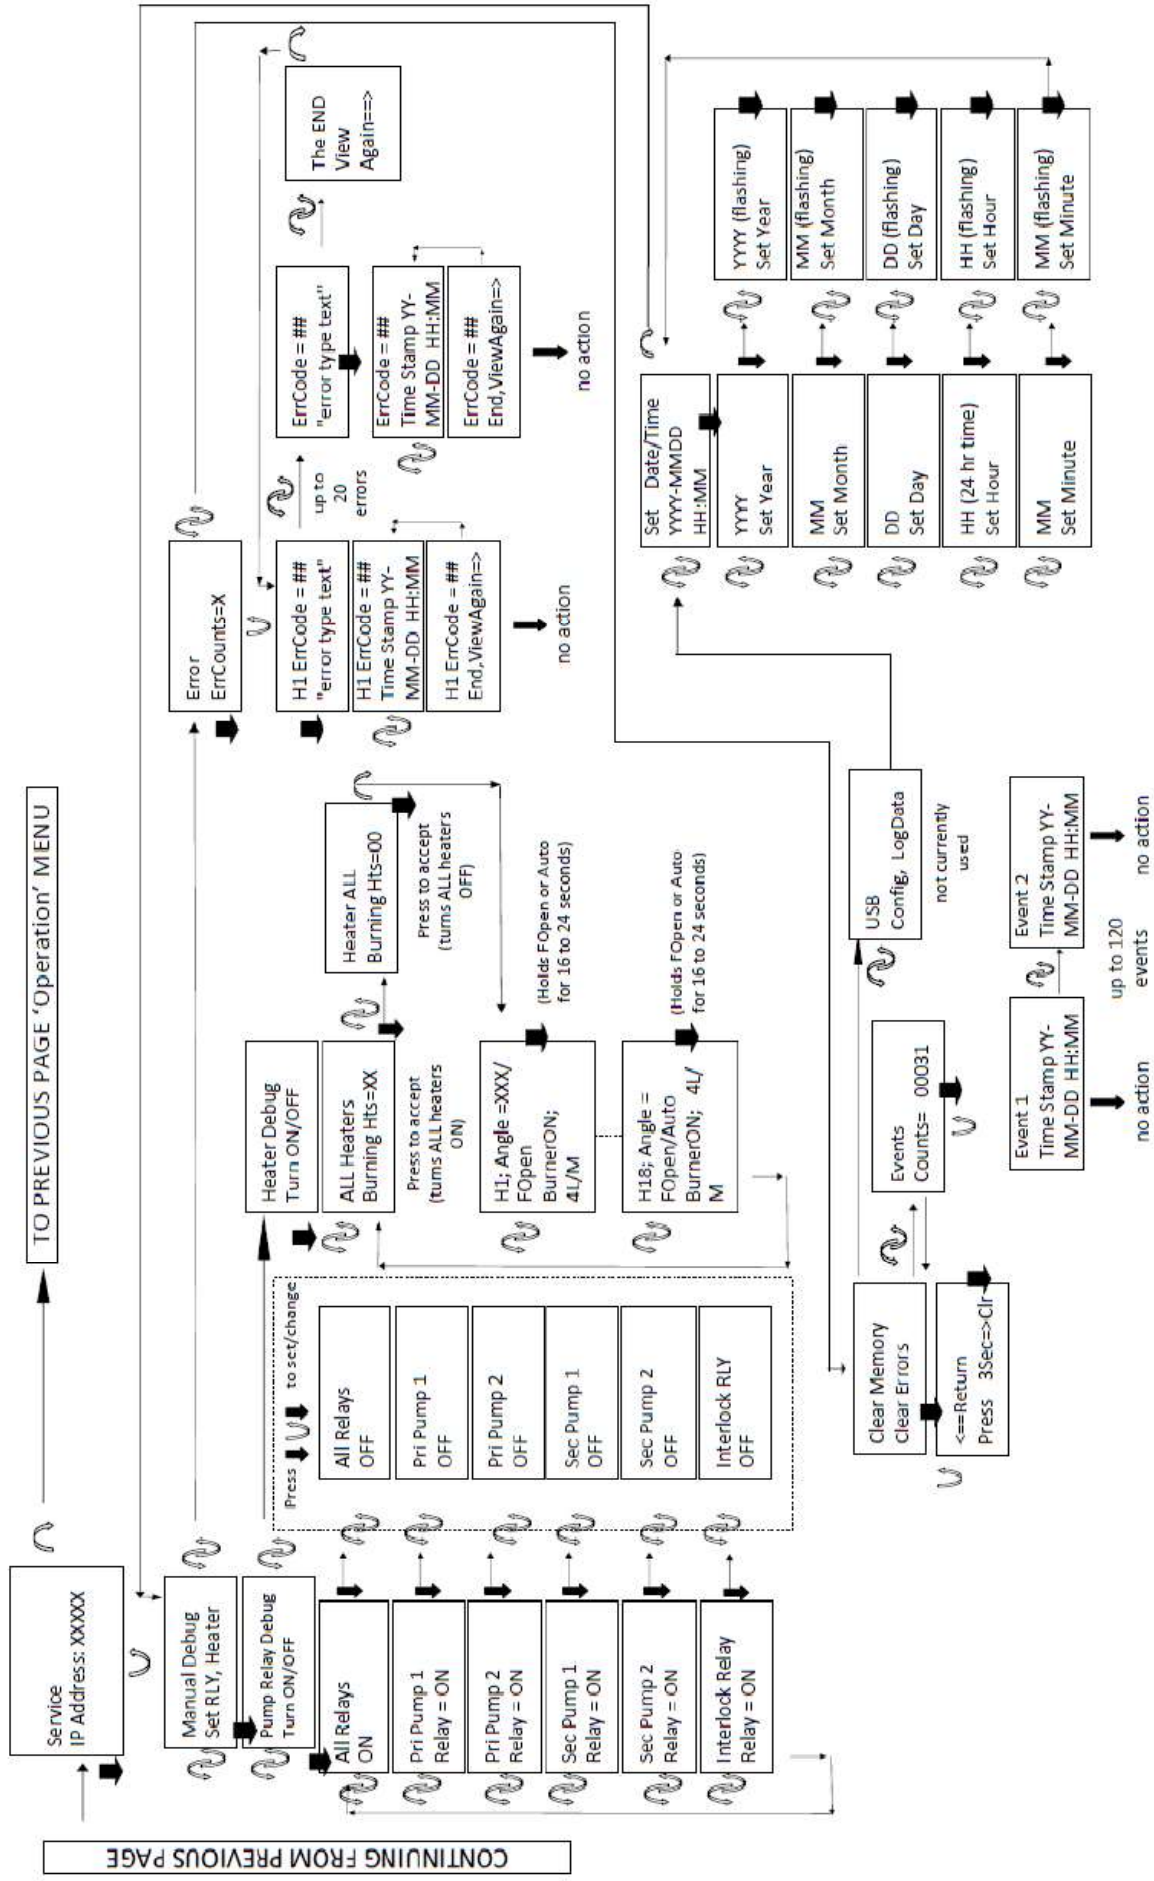 TO PREVIOUS PAGE 'Operation' MENU
CONTINUING FROM PREVIOUS PAGE
Service
IP Address: XXXXX
Manual Debug
Set RLY, Heater
Pump Relay Debug
Turn ON/OFF
All Relays
ON
Pri Pump 1
Relay = ON
Pri Pump 2
Relay = ON
Sec Pump 1
Relay = ON
Sec Pump 2
Relay = ON
Interlock Relay
Relay = ON
Press
to set/change
All Relays
OFF
Pri Pump 1
OFF
Pri Pump 2
OFF
Sec Pump 1
OFF
Sec Pump 2
OFF
Interlock RLY
OFF
Heater Debug
Turn ON/OFF
ALL Heaters
Burning Hts=XX
Press to accept
(turns ALL heaters
ON)
Heater ALL
Burning Hts=00
Press to accept
(turns ALL heaters
OFF)
H1; Angle =XXX/
FOpen
BurnerON;
4L/M
(Holds FOpen or Auto
for 16 to 24 seconds)
H18; Angle =
FOpen/Auto
BurnerON; 4L/
M
(Holds FOpen or Auto
for 16 to 24 seconds)
Error
ErrCounts=X
H1 ErrCode = ##
"error type text"
H1 ErrCode = ##
Time Stamp YY-
MM-DD HH:MM
H1 ErrCode = ##
End,ViewAgain=>
no action
up to
20
errors
ErrCode = ##
"error type text"
ErrCode = ##
Time Stamp YY-
MM-DD HH:MM
ErrCode = ##
End,ViewAgain=>
no action
The END
View
Again==>
Clear Memory
Clear Errors
<==Return
Press 3Sec=>Clr
Events
Counts= 00031
Event 1
Time Stamp YY-
MM-DD HH:MM
no action
up to 120
events
Event 2
Time Stamp YY-
MM-DD HH:MM
no action
USB
Config, LogData
not currently
used
Set Date/Time
YYYY-MMDD
HH:MM
YYYY
Set Year
MM
Set Month
DD
Set Day
HH (24 hr time)
Set Hour
MM
Set Minute
YYYY (flashing)
Set Year
MM (flashing)
Set Month
DD (flashing)
Set Day
HH (flashing)
Set Hour
MM (flashing)
Set Minute